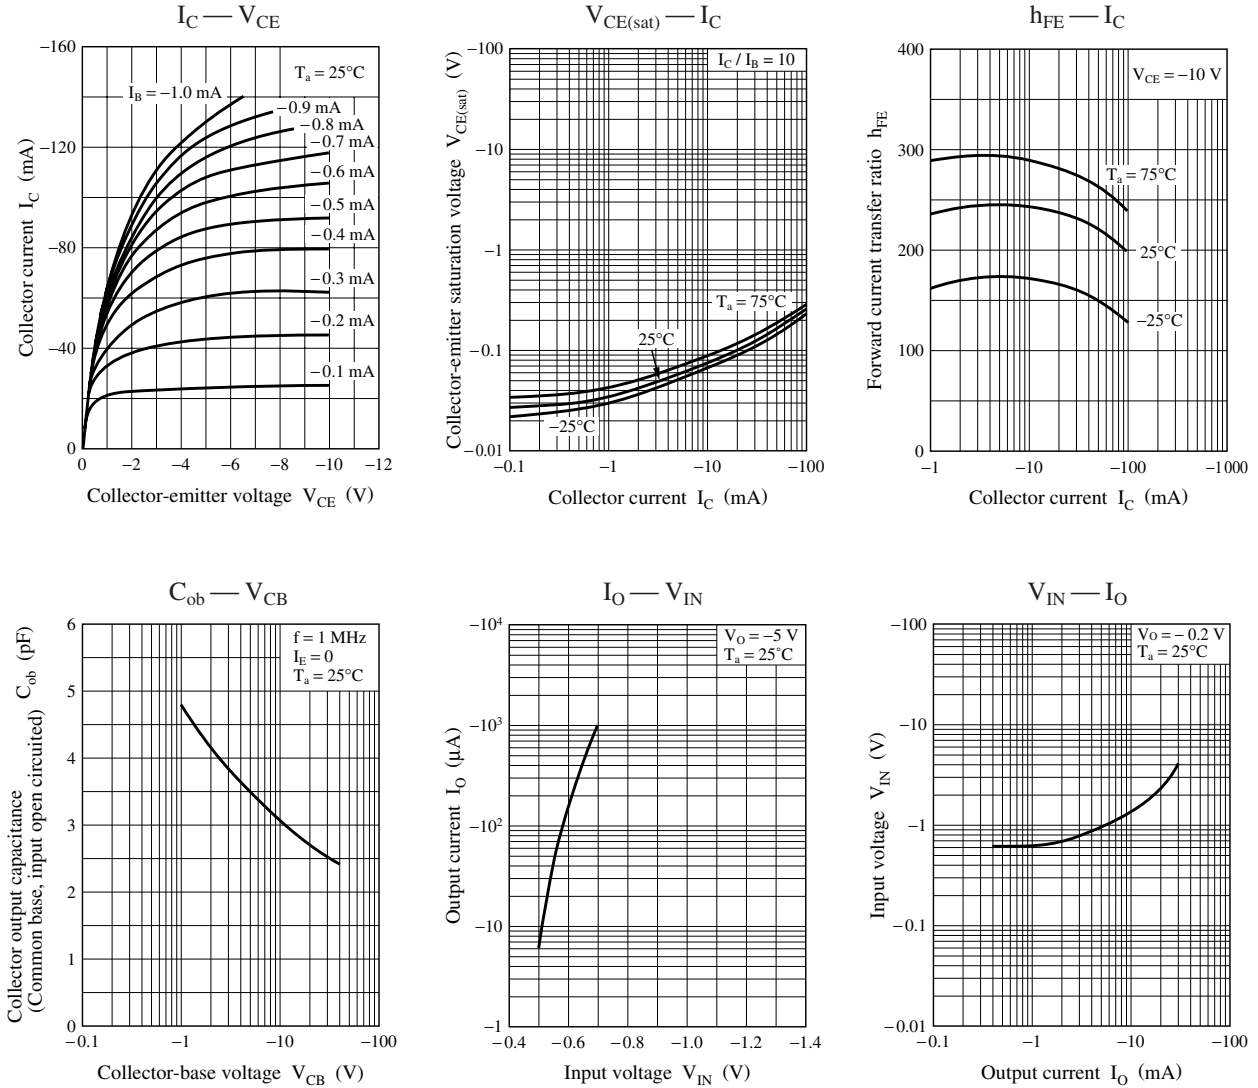 I_C — V_CE
−160
−120
−80
−40
0
0 −2 −4 −6 −8 −10 −12
Collector current I_C (mA)
Collector-emitter voltage V_CE (V)
T_a = 25°C
I_B = −1.0 mA
−0.9 mA
−0.8 mA
−0.7 mA
−0.6 mA
−0.5 mA
−0.4 mA
−0.3 mA
−0.2 mA
−0.1 mA
V_CE(sat) — I_C
−100
−10
−1
−0.1
−0.01
−0.1 −1 −10 −100
Collector-emitter saturation voltage V_CE(sat) (V)
Collector current I_C (mA)
I_C / I_B = 10
T_a = 75°C
25°C
−25°C
h_FE — I_C
400
300
200
100
0
−1 −10 −100 −1000
Forward current transfer ratio h_FE
Collector current I_C (mA)
V_CE = −10 V
T_a = 75°C
25°C
−25°C
C_ob — V_CB
6
5
4
3
2
1
0
−0.1 −1 −10 −100
Collector output capacitance
(Common base, input open circuited) C_ob (pF)
Collector-base voltage V_CB (V)
f = 1 MHz
I_E = 0
T_a = 25°C
I_O — V_IN
−10⁴
−10³
−10²
−10
−1
−0.4 −0.6 −0.8 −1.0 −1.2 −1.4
Output current I_O (µA)
Input voltage V_IN (V)
V_O = −5 V
T_a = 25°C
V_IN — I_O
−100
−10
−1
−0.1
−0.01
−0.1 −1 −10 −100
Input voltage V_IN (V)
Output current I_O (mA)
V_O = − 0.2 V
T_a = 25°C